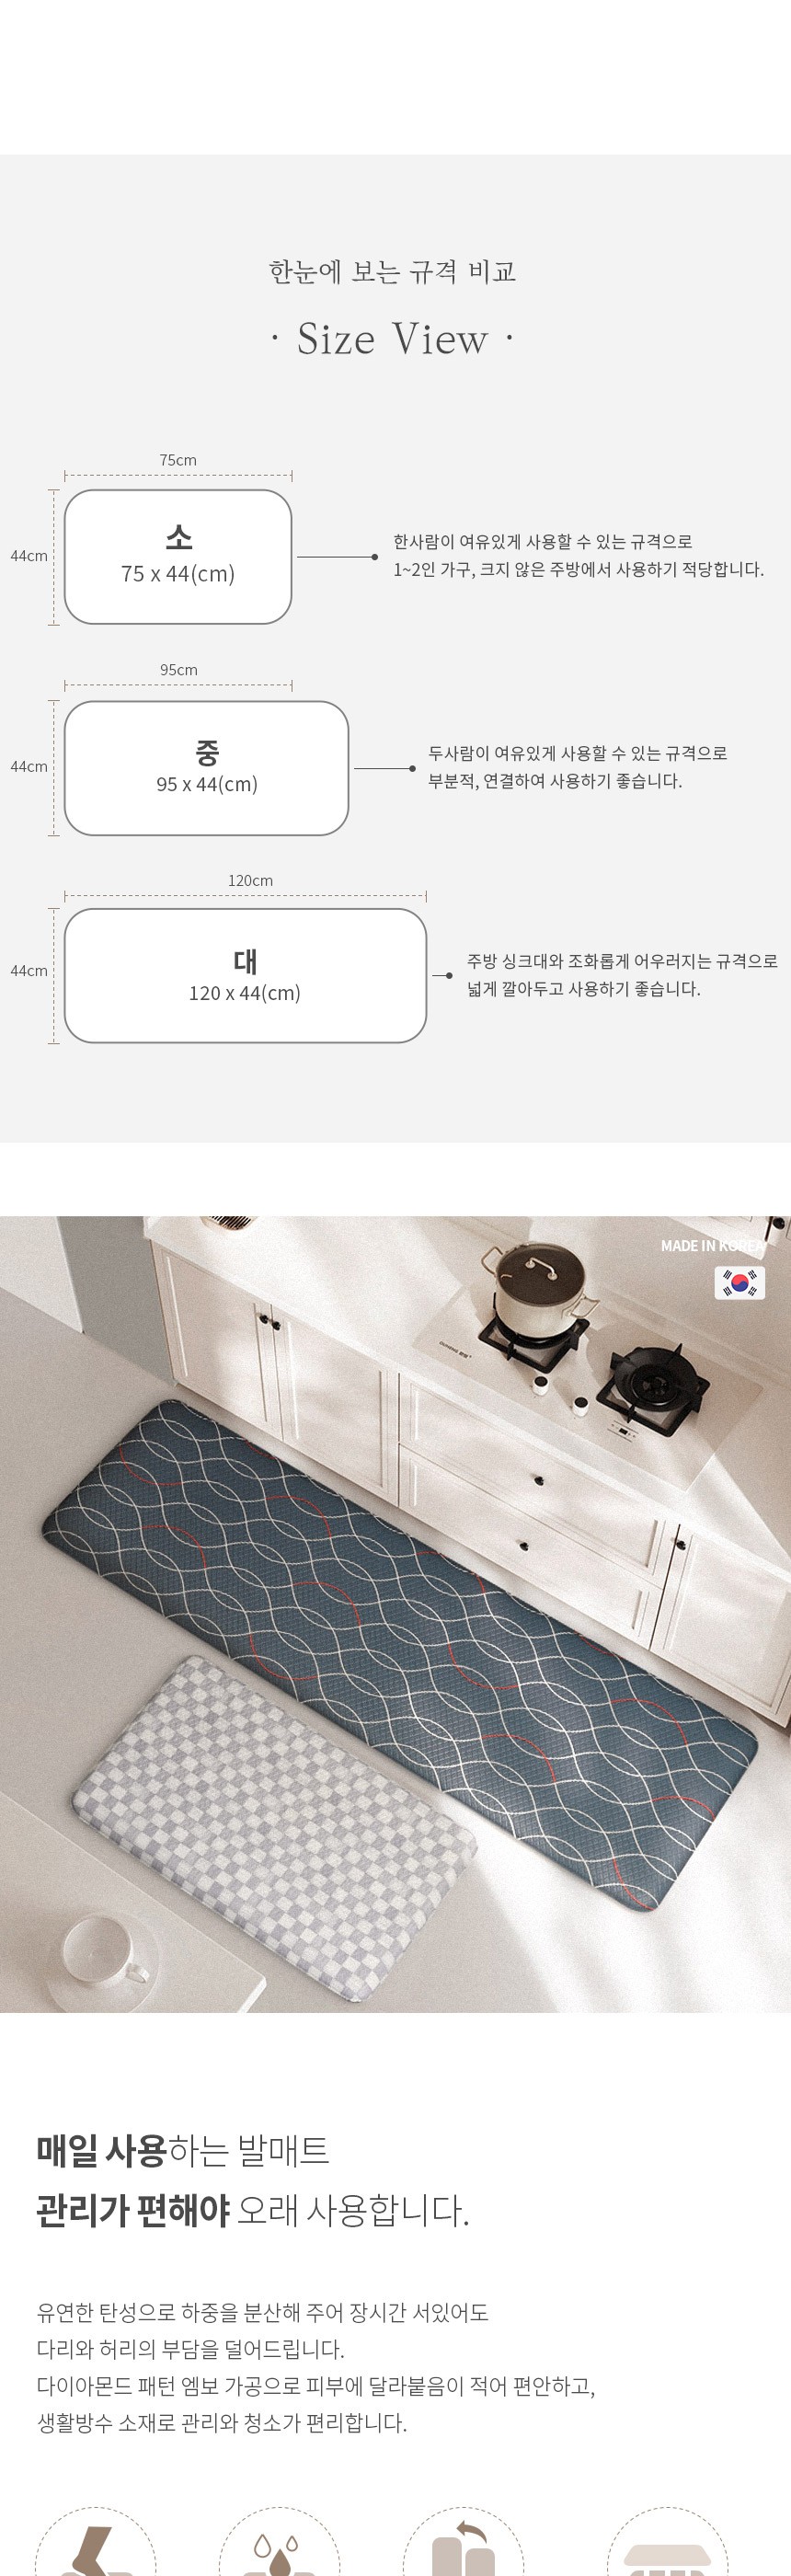 한눈에 보는 규격 비교
· Size View ·
75cm
44cm
소
75 x 44(cm)
한사람이 여유있게 사용할 수 있는 규격으로
1~2인 가구, 크지 않은 주방에서 사용하기 적당합니다.
95cm
44cm
중
95 x 44(cm)
두사람이 여유있게 사용할 수 있는 규격으로
부분적, 연결하여 사용하기 좋습니다.
120cm
44cm
대
120 x 44(cm)
주방 싱크대와 조화롭게 어우러지는 규격으로
넓게 깔아두고 사용하기 좋습니다.
MADE IN KOREA
매일 사용하는 발매트
관리가 편해야 오래 사용합니다.
유연한 탄성으로 하중을 분산해 주어 장시간 서있어도
다리와 허리의 부담을 덜어드립니다.
다이아몬드 패턴 엠보 가공으로 피부에 달라붙음이 적어 편안하고,
생활방수 소재로 관리와 청소가 편리합니다.